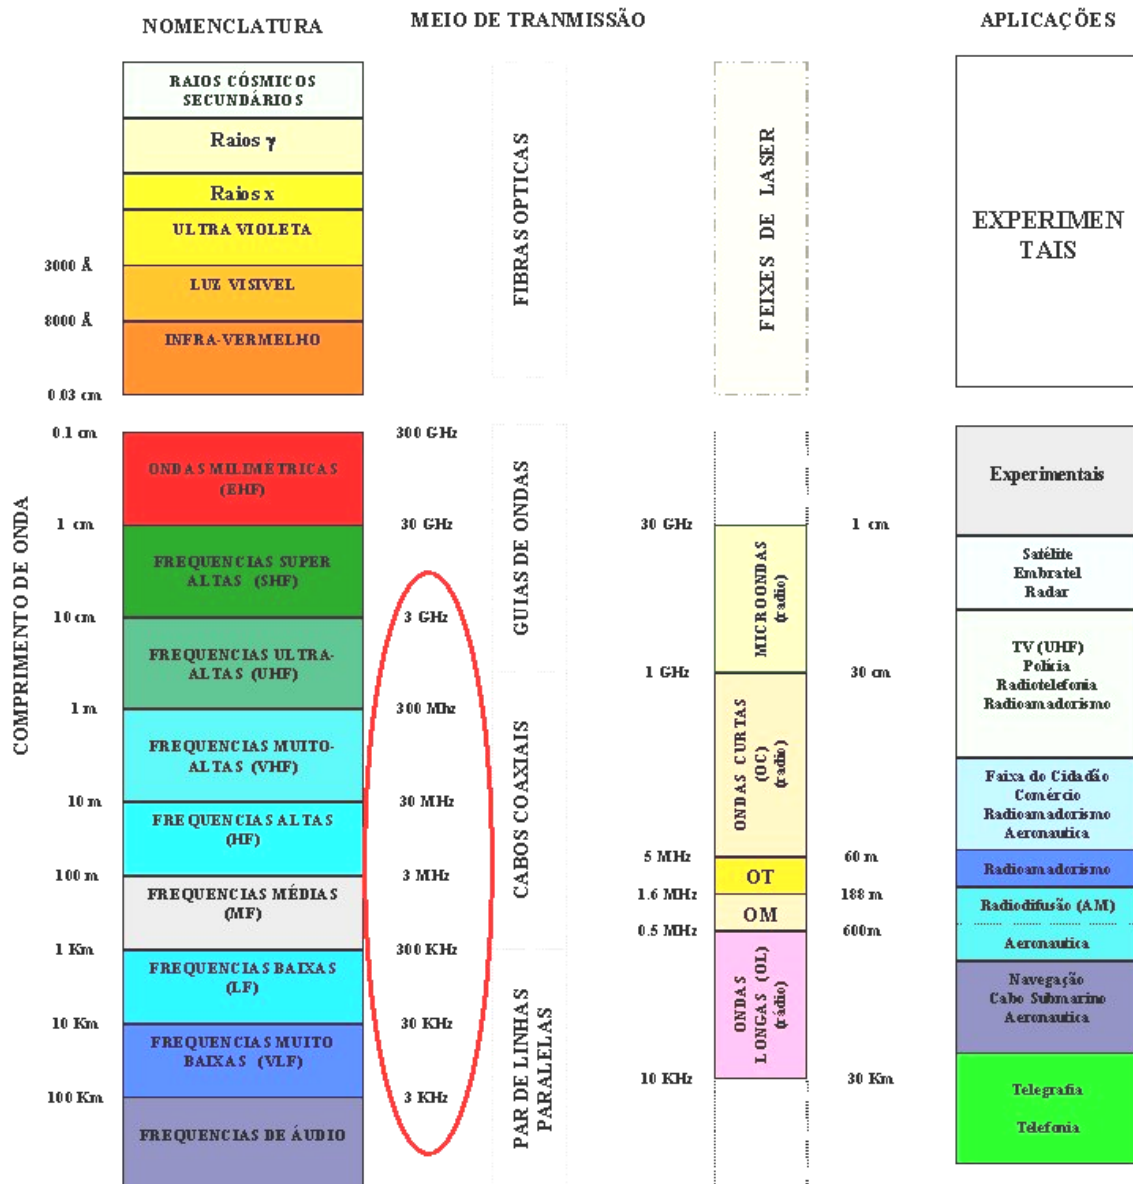 NOMENCLATURA
MEIO DE TRANMISSÃO
APLICAÇÕES
COMPRIMENTO DE ONDA
RAIOS CÓSMICOS
SECUNDÁRIOS
Raios γ
Raios x
ULTRA VIOLETA
3000 Å
LUZ VISIVEL
8000 Å
INFRA-VERMELHO
0.03 cm
0.1 cm
ONDAS MILIMETRICAS
(EHF)
1 cm
FREQUENCIAS SUPER
ALTAS (SHF)
10 cm
FREQUENCIAS ULTRA-
ALTAS (UHF)
1 m
FREQUENCIAS MUITO-
ALTAS (VHF)
10 m
FREQUENCIAS ALTAS
(HF)
100 m
FREQUENCIAS MÉDIAS
(MF)
1 Km
FREQUENCIAS BAIXAS
(LF)
10 Km
FREQUENCIAS MUITO
BAIXAS (VLF)
100 Km
FREQUENCIAS DE ÁUDIO
300 GHz
30 GHz
3 GHz
300 Mhz
30 MHz
3 MHz
300 KHz
30 KHz
3 KHz
FIBRAS OPTICAS
GUIAS DE ONDAS
CABOS COAXIAIS
PAR DE LINHAS
PARALELAS
FEIXES DE LASER
30 GHz
1 cm
MICROONDAS
(radio)
1 GHz
30 cm
ONDAS CURTAS
(OC)
(radio)
5 MHz
60 m
OT
1.6 MHz
188 m
OM
0.5 MHz
600m
ONDAS
LONGAS (OL)
(rádio)
10 KHz
30 Km
EXPERIMEN
TAIS
Experimentais
Satélite
Embratel
Radar
TV (UHF)
Polícia
Radiotelefonia
Radioamadorismo
Faixa do Cidadão
Comércio
Radioamadorismo
Aeronautica
Radioamadorismo
Radiodifusão (AM)
Aeronautica
Navegação
Cabo Submarino
Aeronautica
Telegrafia
Telefonia